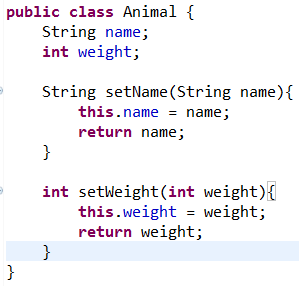 public class Animal {
    String name;
    int weight;

    String setName(String name){
        this.name = name;
        return name;
    }

    int setWeight(int weight){
        this.weight = weight;
        return weight;
    }
}